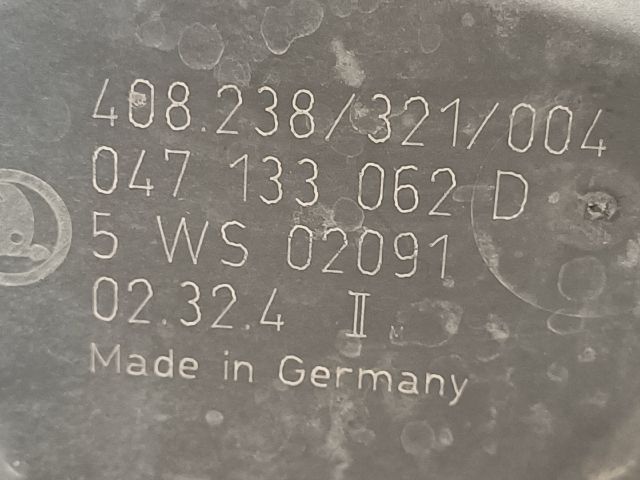 408.238/321/004
047 133 062 D
5 WS 02091
02.32.4 II M
Made in Germany